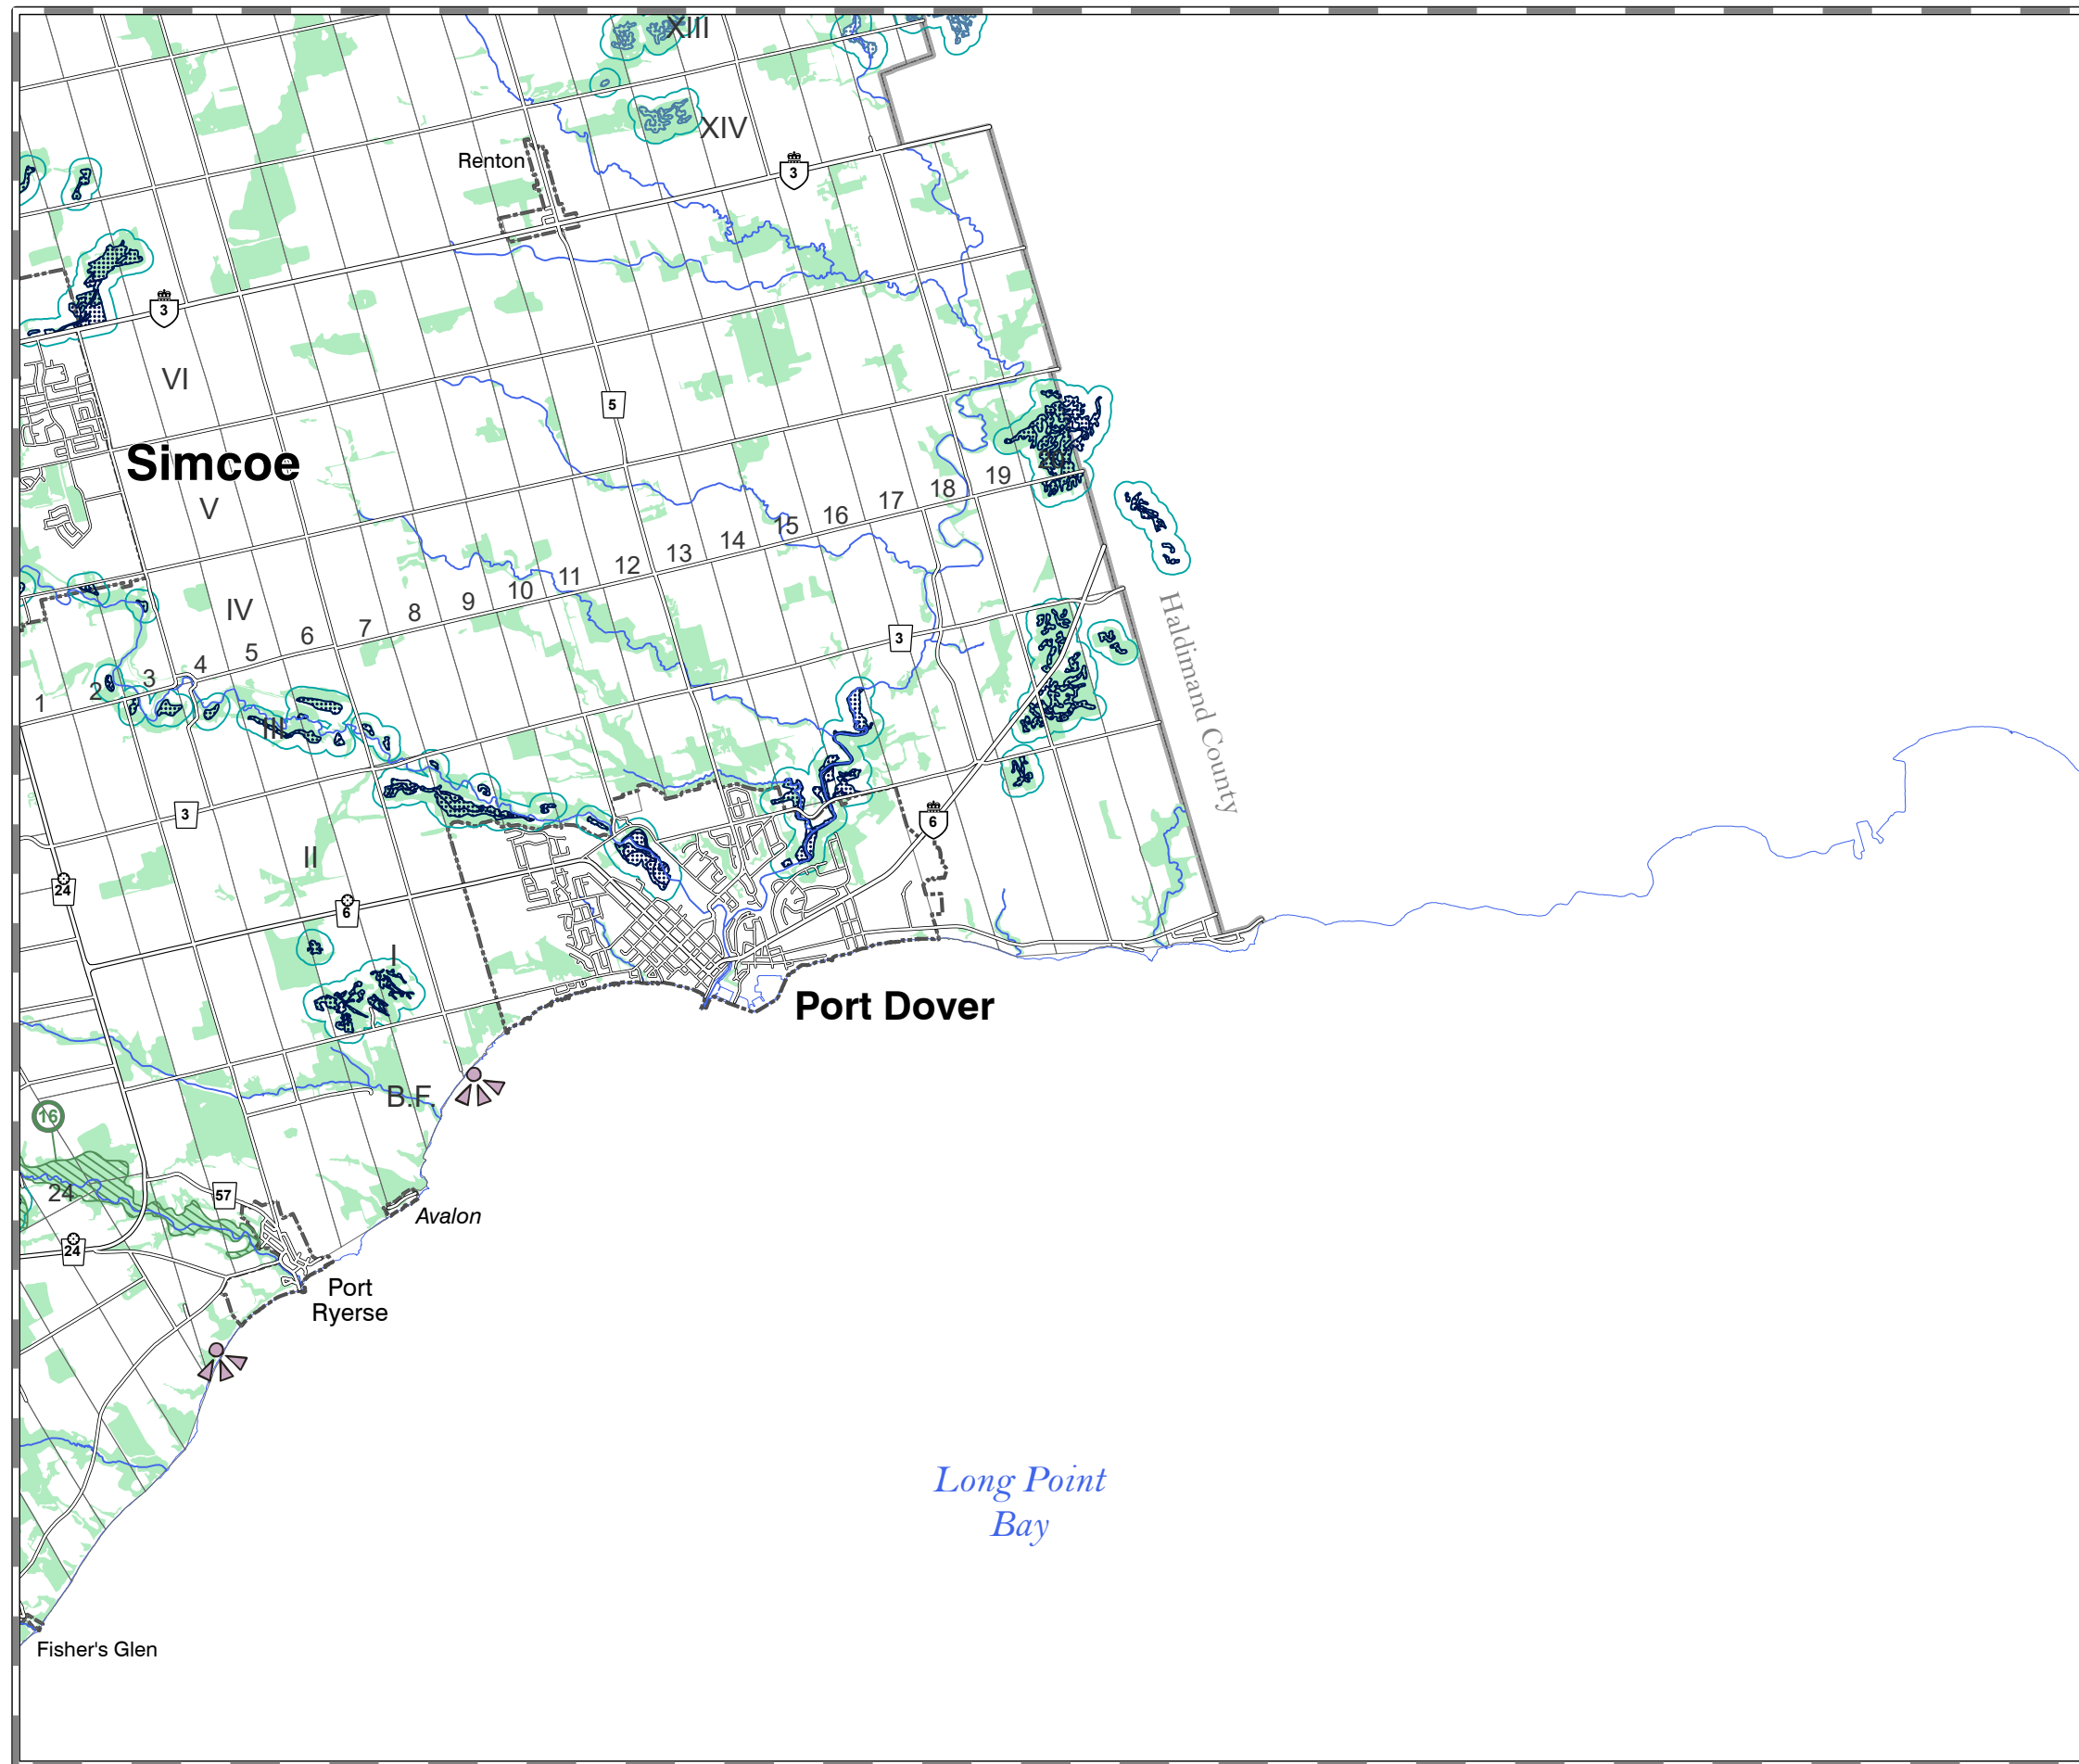 XIII
XIV
Renton
3
3
VI
5
Simcoe
V
19
18
17
16
15
14
13
12
11
10
9
8
7
6
5
4
3
2
1
IV
3
Haldimand County
III
3
6
II
24
6
I
Port Dover
B.F.
16
24
57
Avalon
24
Port
Ryerse
Long Point
Bay
Fisher's Glen